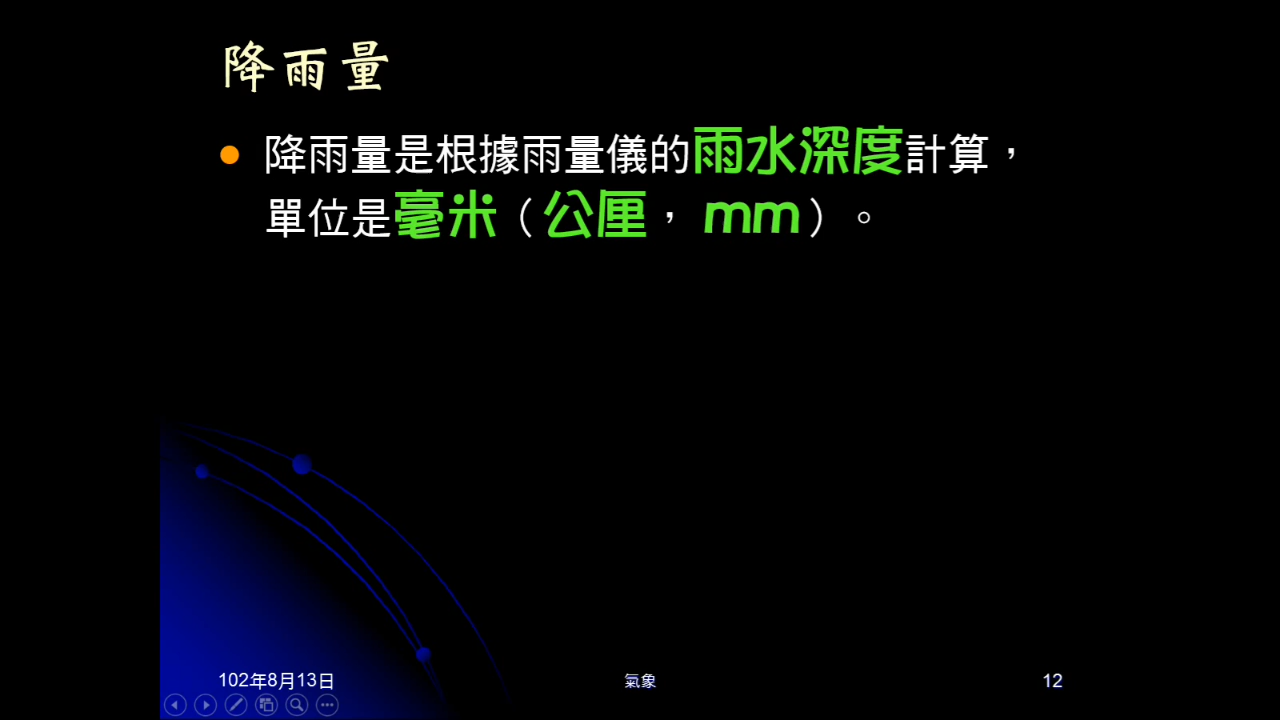 降雨量
降雨量是根據雨量儀的雨水深度計算，
單位是毫米（公厘， mm）。
102年8月13日
氣象
12